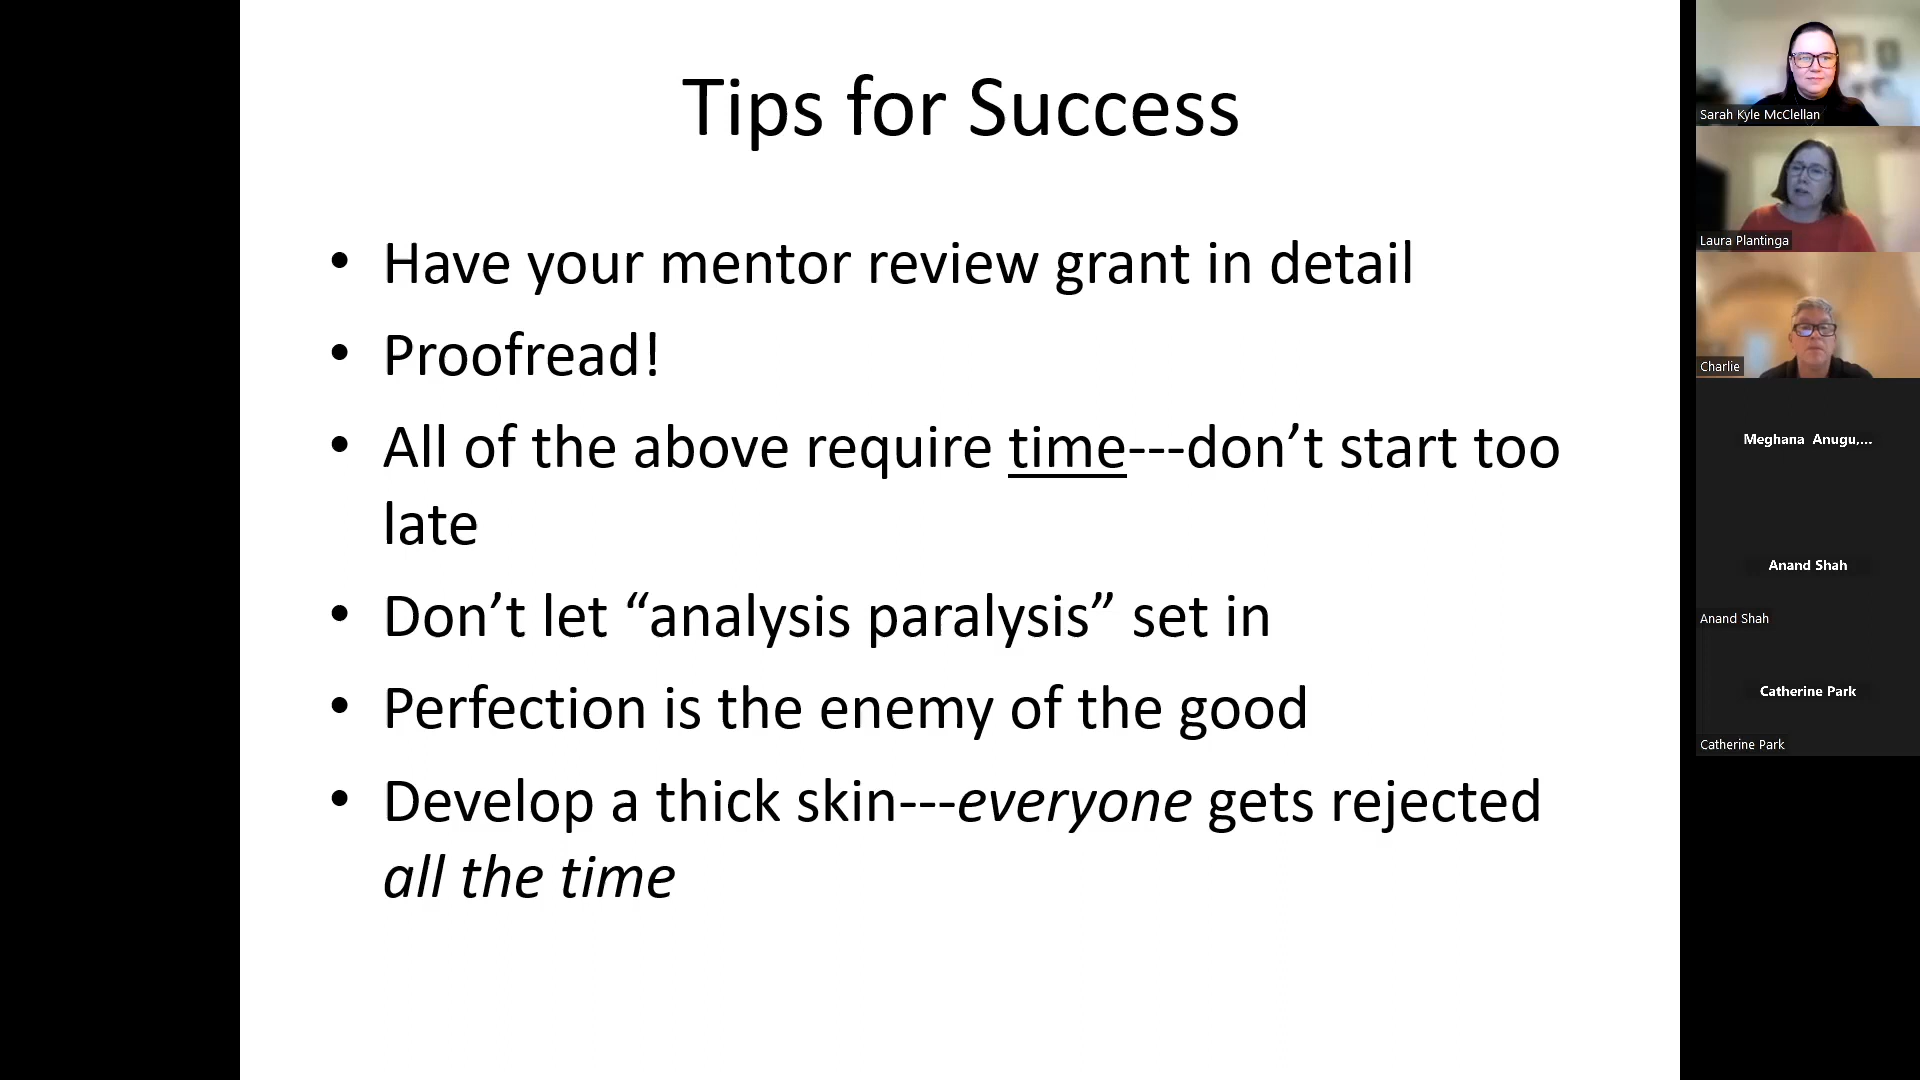 Tips for Success
• Have your mentor review grant in detail
• Proofread!
• All of the above require time---don’t start too
late
• Don’t let “analysis paralysis” set in
• Perfection is the enemy of the good
• Develop a thick skin---everyone gets rejected
all the time
Sarah Kyle McClellan
Laura Plantinga
Charlie
Meghana Anugu,...
Anand Shah
Anand Shah
Catherine Park
Catherine Park